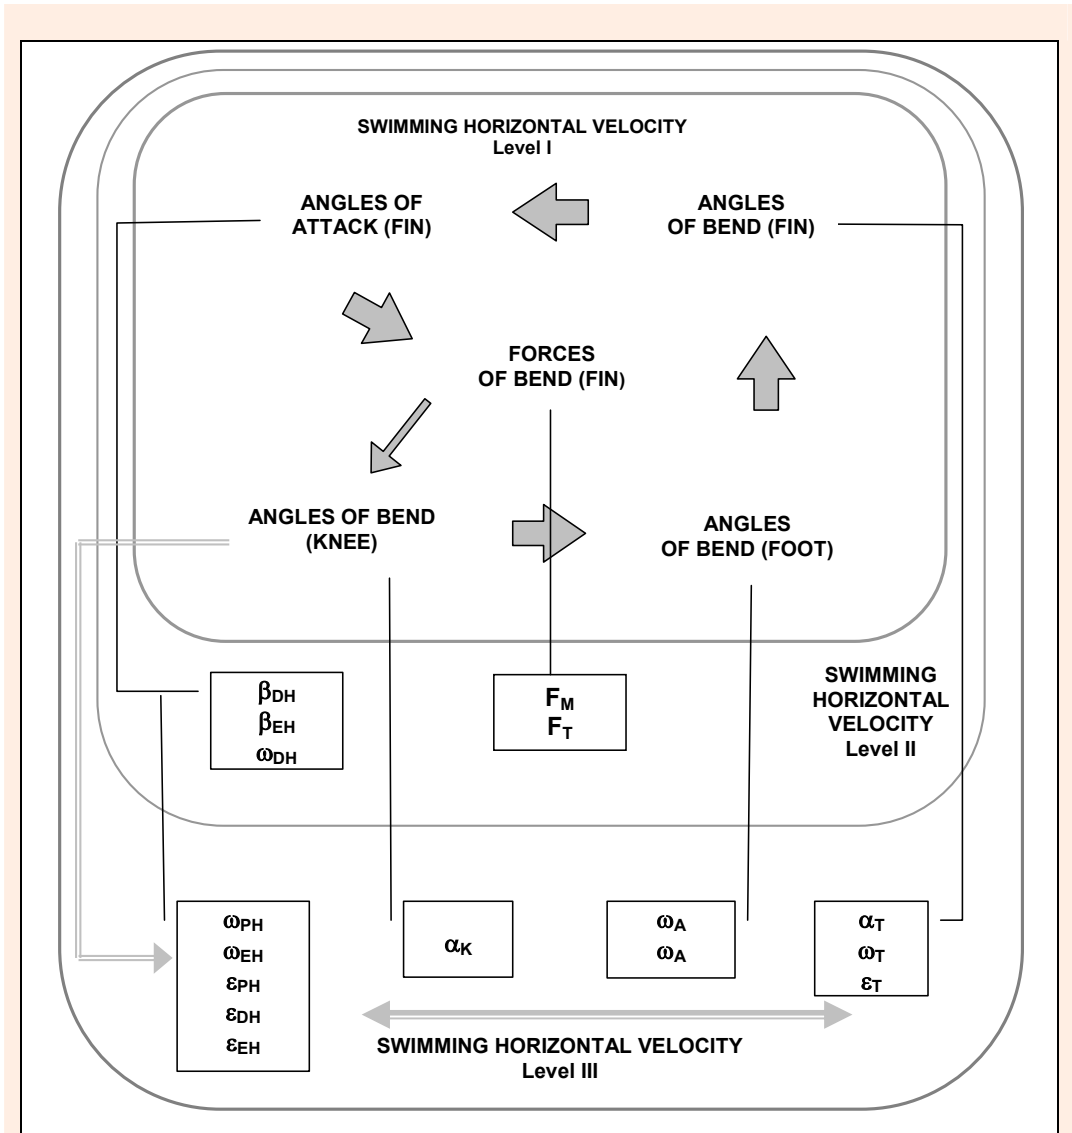 SWIMMING HORIZONTAL VELOCITY
Level I
ANGLES OF
ATTACK (FIN)
ANGLES
OF BEND (FIN)
FORCES
OF BEND (FIN)
ANGLES OF BEND
(KNEE)
ANGLES
OF BEND (FOOT)
SWIMMING
HORIZONTAL
VELOCITY
Level II
βDH
βEH
ωDH
FM
FT
ωPH
ωEH
εPH
εDH
εEH
αK
ωA
ωA
αT
ωT
εT
SWIMMING HORIZONTAL VELOCITY
Level III